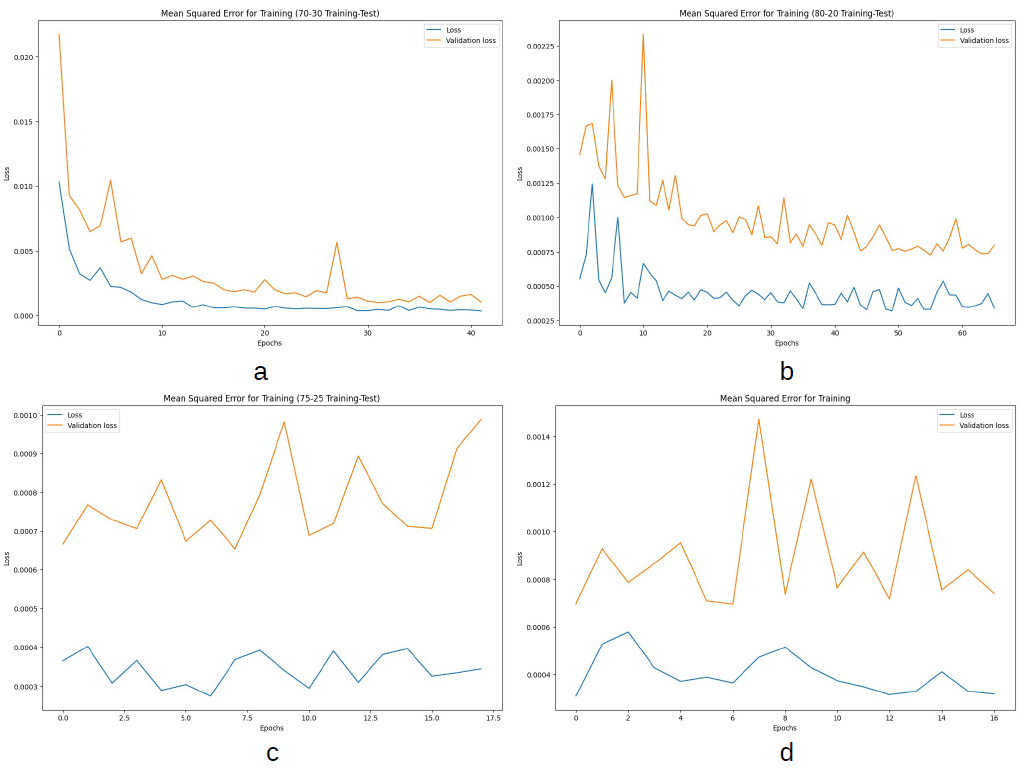 Mean Squared Error for Training (70-30 Training-Test)
Loss
Validation loss
0.020
0.015
0.010
0.005
0.000
Loss
0 10 20 30 40
Epochs
a
Mean Squared Error for Training (80-20 Training-Test)
Loss
Validation loss
0.00225
0.00200
0.00175
0.00150
0.00125
0.00100
0.00075
0.00050
0.00025
Loss
0 10 20 30 40 50 60
Epochs
b
Mean Squared Error for Training (75-25 Training-Test)
Loss
Validation loss
0.0010
0.0009
0.0008
0.0007
0.0006
0.0005
0.0004
0.0003
Loss
0.0 2.5 5.0 7.5 10.0 12.5 15.0 17.5
Epochs
c
Mean Squared Error for Training
Loss
Validation loss
0.0014
0.0012
0.0010
0.0008
0.0006
0.0004
Loss
0 2 4 6 8 10 12 14 16
Epochs
d